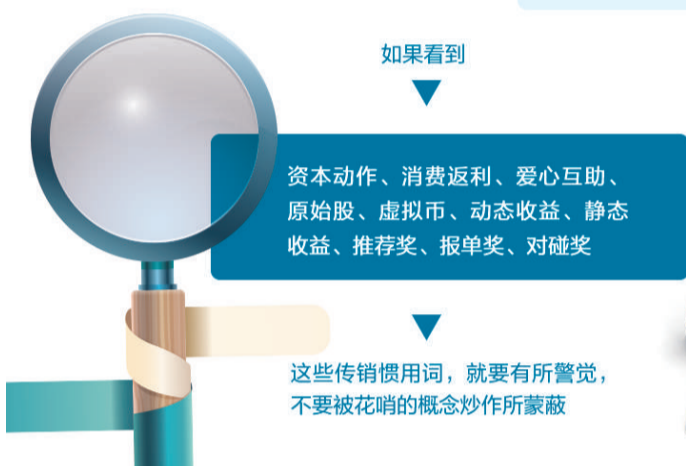 如果看到
资本动作、消费返利、爱心互助、
原始股、虚拟币、动态收益、静态
收益、推荐奖、报单奖、对碰奖
这些传销惯用词，就要有所警觉，
不要被花哨的概念炒作所蒙蔽